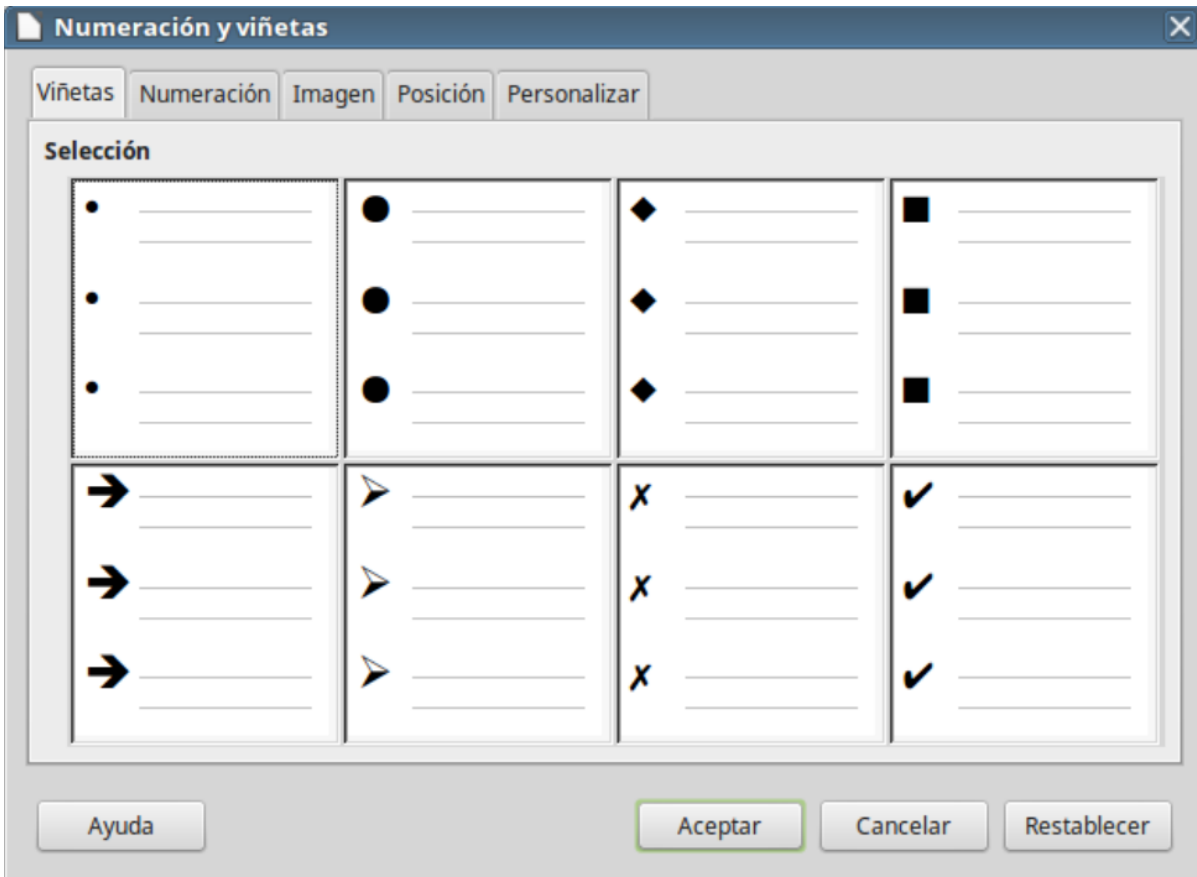 Numeración y viñetas
Viñetas Numeración Imagen Posición Personalizar
Selección
Ayuda Aceptar Cancelar Restablecer